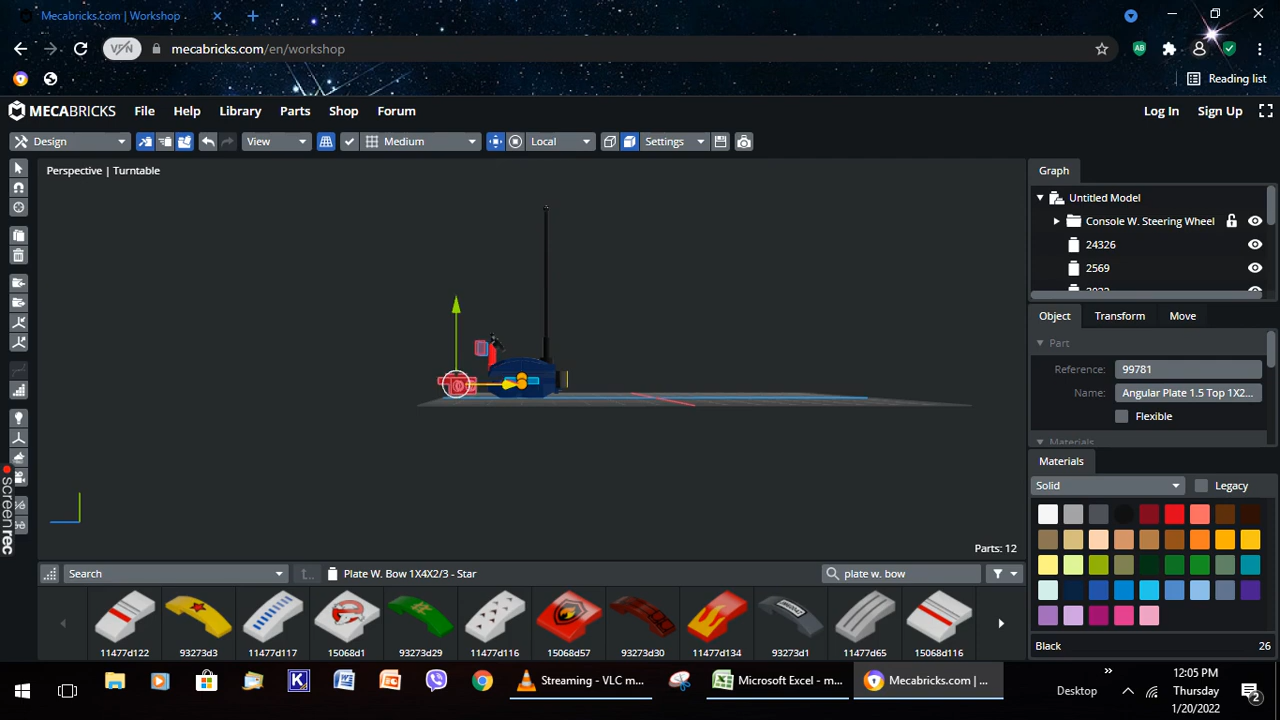 Mecabricks.com | Workshop
VPN
mecabricks.com/en/workshop
AB
Reading list
MECABRICKS
File
Help
Library
Parts
Shop
Forum
Log In
Sign Up
Design
View
Medium
Local
Settings
Perspective | Turntable
Graph
Untitled Model
Console W. Steering Wheel
24326
2569
Object
Transform
Move
Part
Reference:
99781
Name:
Angular Plate 1.5 Top 1X2...
Flexible
Materials
Materials
Solid
Legacy
Black
26
Parts: 12
Search
Plate W. Bow 1X4X2/3 - Star
plate w. bow
11477d122
93273d3
11477d117
15068d1
93273d29
11477d116
15068d57
93273d30
11477d134
93273d1
11477d65
15068d116
screenrec
Streaming - VLC m...
Microsoft Excel - m...
Mecabricks.com | ...
Desktop
12:05 PM
Thursday
1/20/2022
2